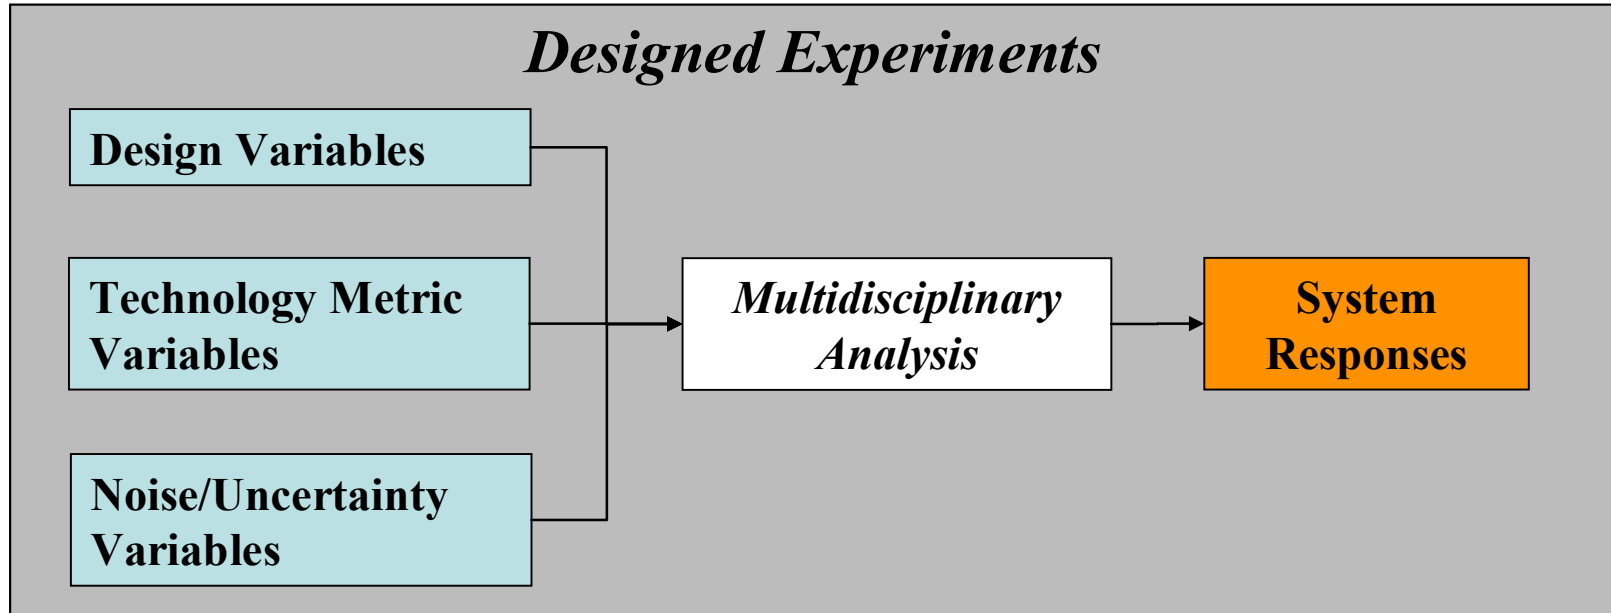 Designed Experiments
Design Variables
Technology Metric
Variables
Noise/Uncertainty
Variables
Multidisciplinary
Analysis
System
Responses